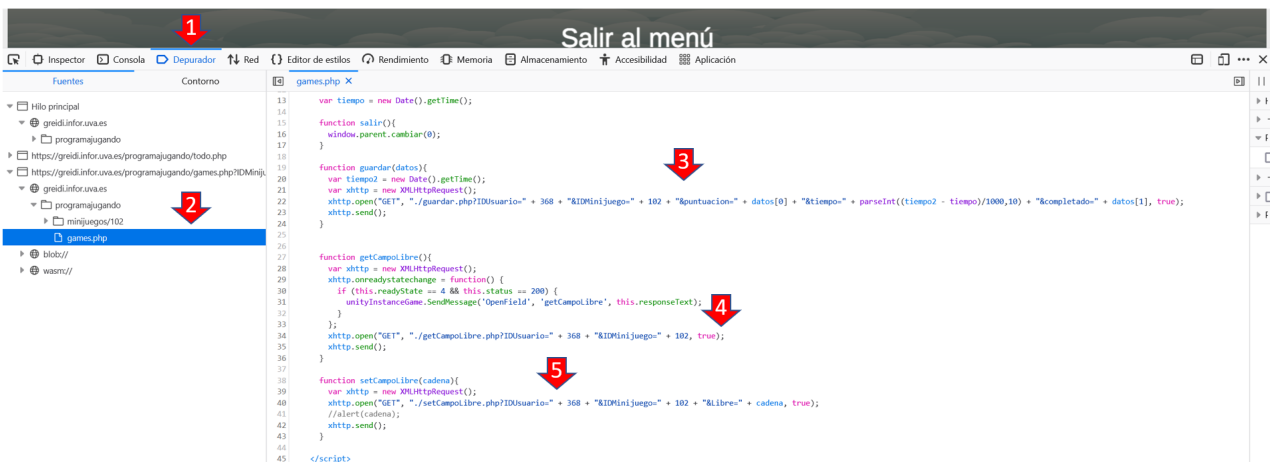 1
Salir al menú
Inspector Consola Depurador Red Editor de estilos Rendimiento Memoria Almacenamiento Accesibilidad Aplicación
Fuentes Contorno games.php
Hilo principal
greidi.infor.uva.es
programajugando
https://greidi.infor.uva.es/programajugando/todo.php
https://greidi.infor.uva.es/programajugando/games.php?IDMiniju
greidi.infor.uva.es
programajugando
2
minijuegos/102
games.php
blob://
wasm://
13 var tiempo = new Date().getTime();
14
15 function salir(){
16 window.parent.cambiar(0);
17 }
18
3
19 function guardar(datos){
20 var tiempo2 = new Date().getTime();
21 var xhttp = new XMLHttpRequest();
22 xhttp.open("GET", "./guardar.php?IDUsuario=" + 368 + "&IDMinijuego=" + 102 + "&puntuacion=" + datos[0] + "&tiempo=" + parseInt((tiempo2 - tiempo)/1000,10) + "&completado=" + datos[1], true);
23 xhttp.send();
24 }
25
26
27 function getCampoLibre(){
28 var xhttp = new XMLHttpRequest();
29 xhttp.onreadystatechange = function() {
30 if (this.readyState == 4 && this.status == 200) {
31 unityInstanceGame.SendMessage('OpenField', 'getCampoLibre', this.responseText);
32 }
4
33 };
34 xhttp.open("GET", "./getCampoLibre.php?IDUsuario=" + 368 + "&IDMinijuego=" + 102, true);
35 xhttp.send();
36 }
37
5
38 function setCampoLibre(cadena){
39 var xhttp = new XMLHttpRequest();
40 xhttp.open("GET", "./setCampoLibre.php?IDUsuario=" + 368 + "&IDMinijuego=" + 102 + "&Libre=" + cadena, true);
41 //alert(cadena);
42 xhttp.send();
43 }
44
45 </script>